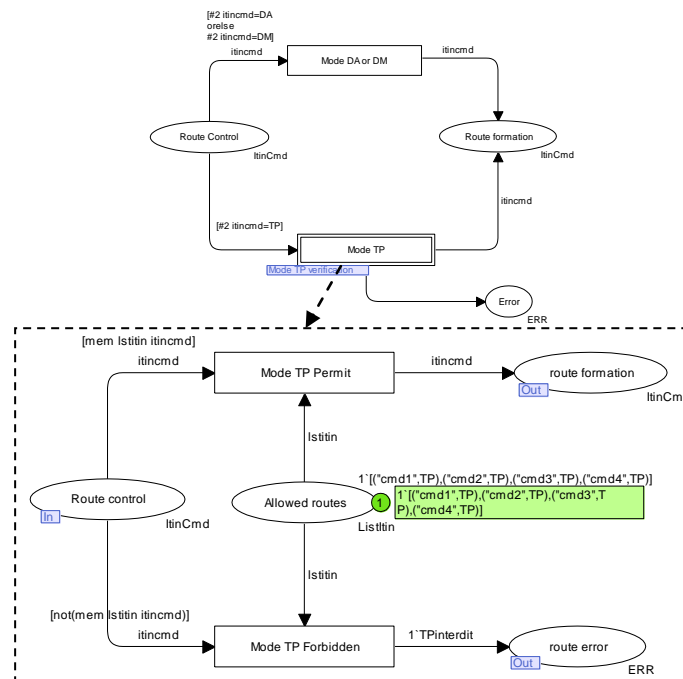 [#2 itincmd=DA
orelse
#2 itincmd=DM]
itincmd
Mode DA or DM
itincmd
Route Control
ItinCmd
Route formation
ItinCmd
itincmd
[#2 itincmd=TP]
Mode TP
Mode TP verification
Error
ERR
[mem lstitin itincmd]
itincmd
Mode TP Permit
itincmd
route formation
Out
ItinCm
lstitin
1`[("cmd1",TP),("cmd2",TP),("cmd3",TP),("cmd4",TP)]
Route control
In
ItinCmd
Allowed routes
1
1`[("cmd1",TP),("cmd2",TP),("cmd3",T
P),("cmd4",TP)]
ListItin
lstitin
[not(mem lstitin itincmd)]
itincmd
Mode TP Forbidden
1`TPinterdit
route error
Out
ERR